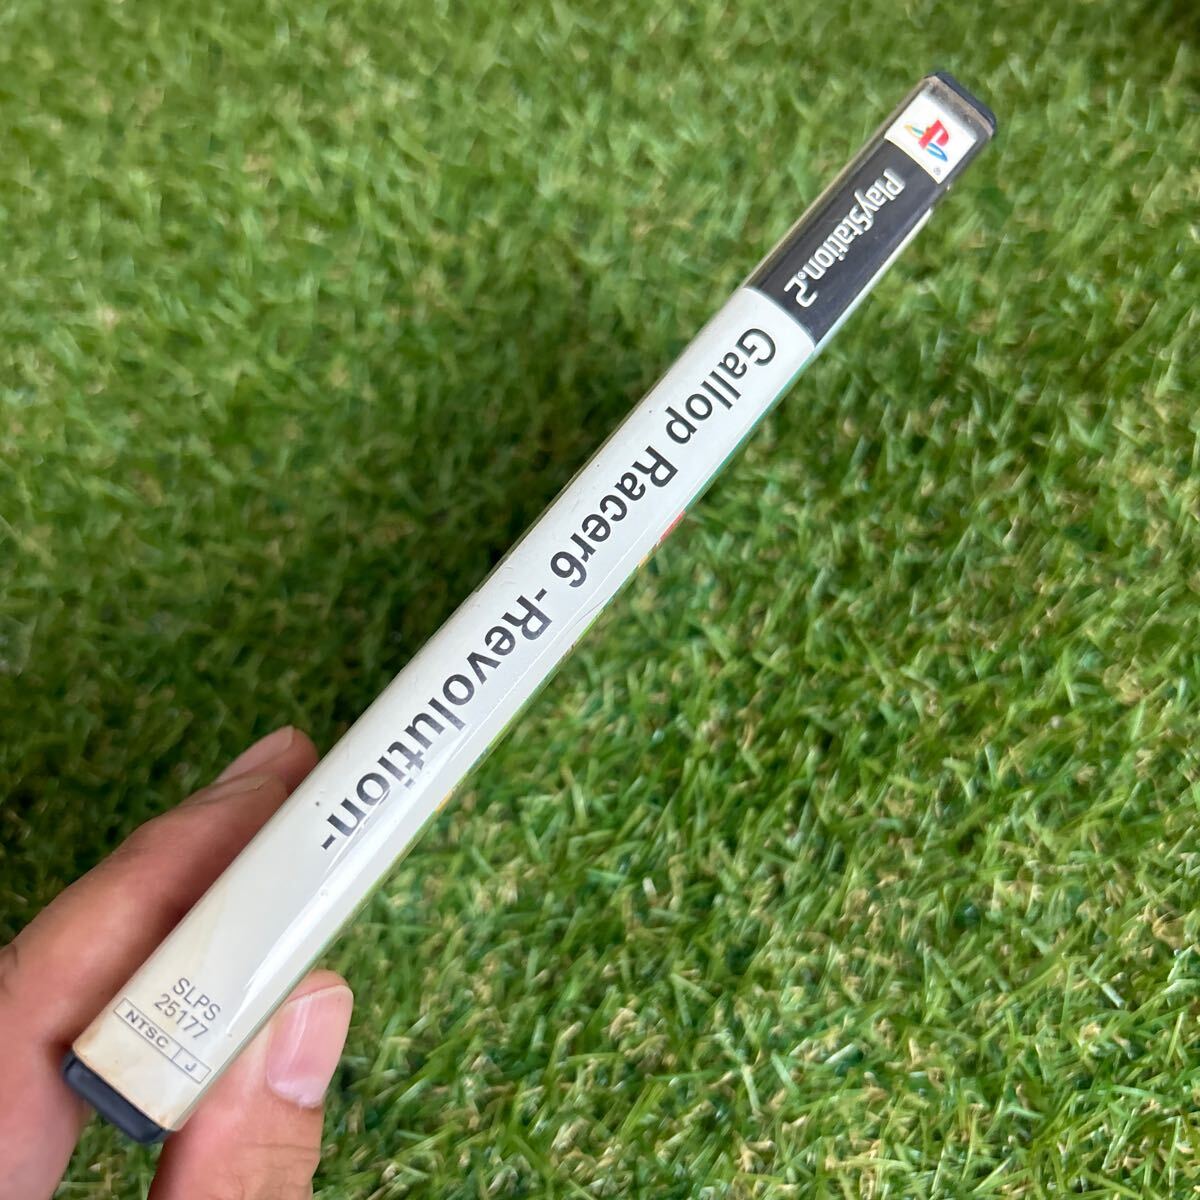 PlayStation.2
Gallop Racer6 -Revolution-
SLPS
25177
NTSC J